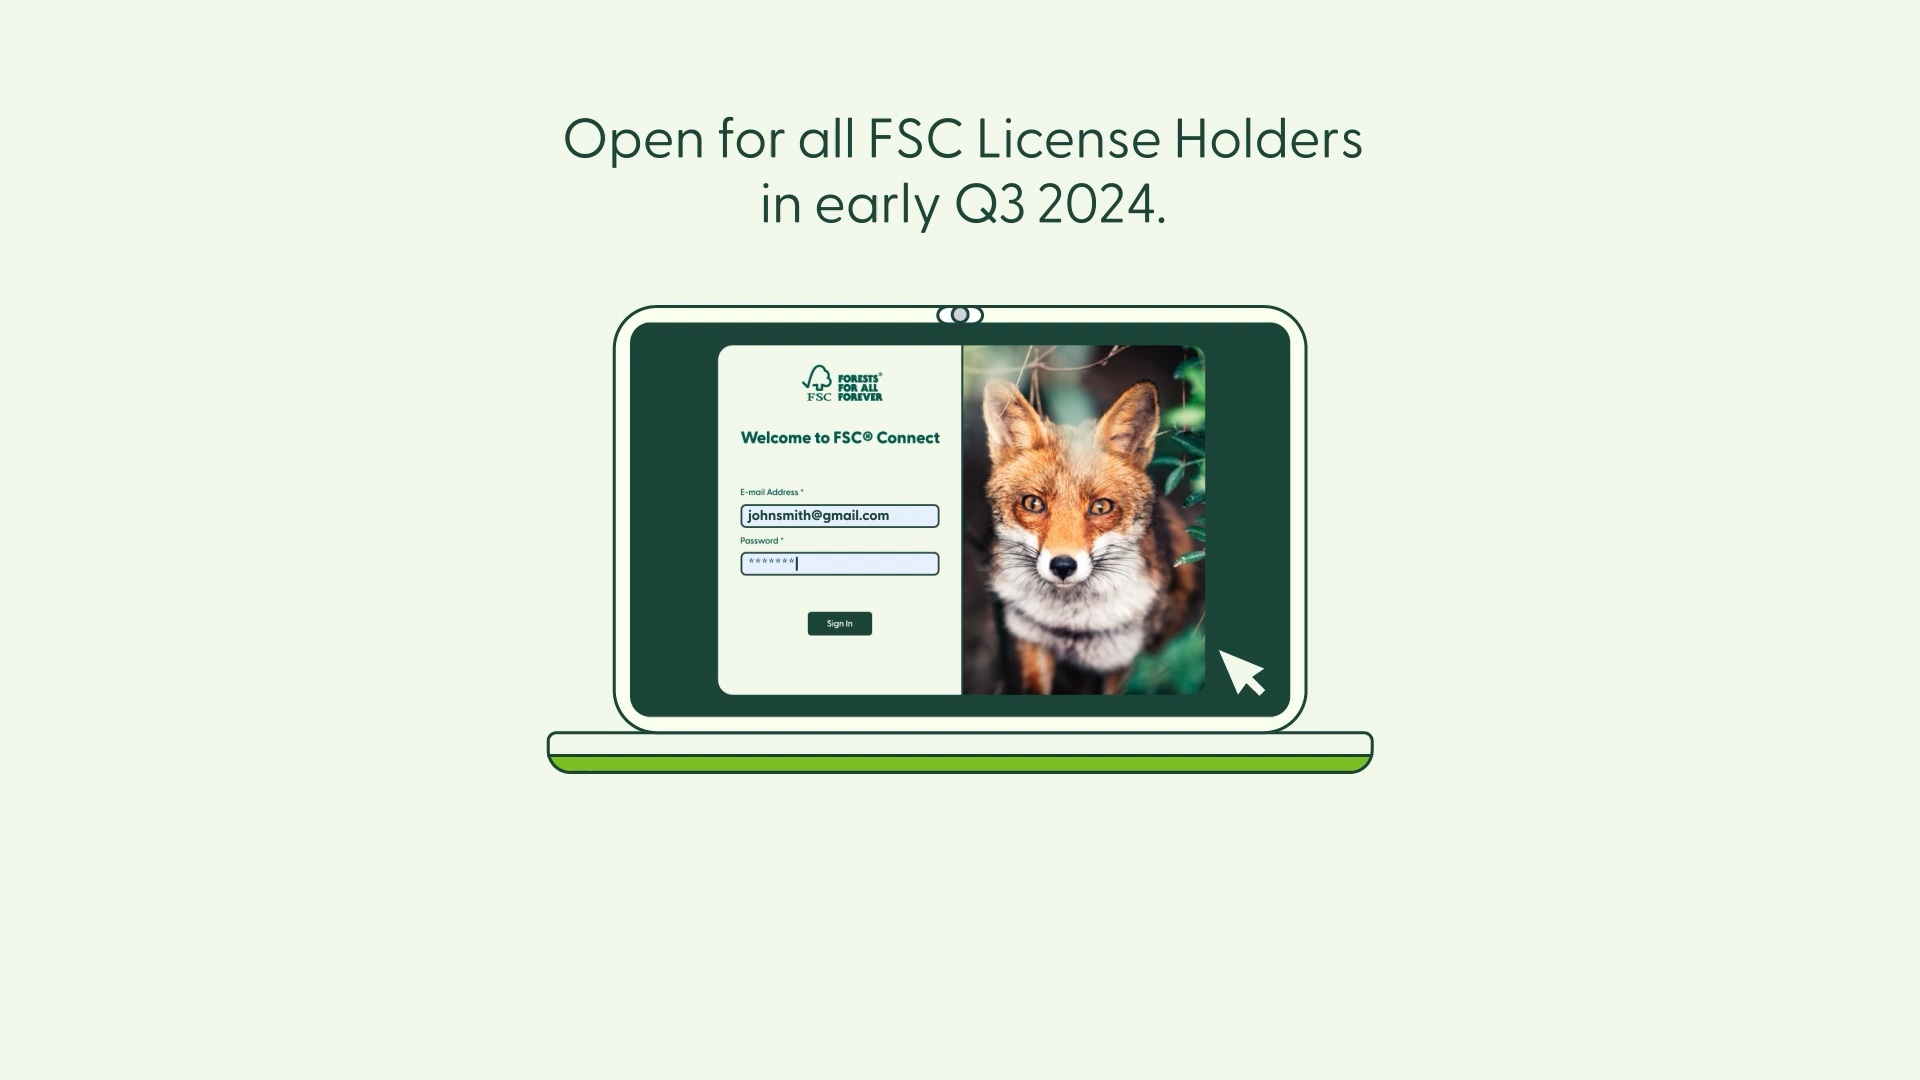 Open for all FSC License Holders
in early Q3 2024.
FSC
FORESTS®
FOR ALL
FOREVER
Welcome to FSC® Connect
E-mail Address *
johnsmith@gmail.com
Password *
*******
Sign In